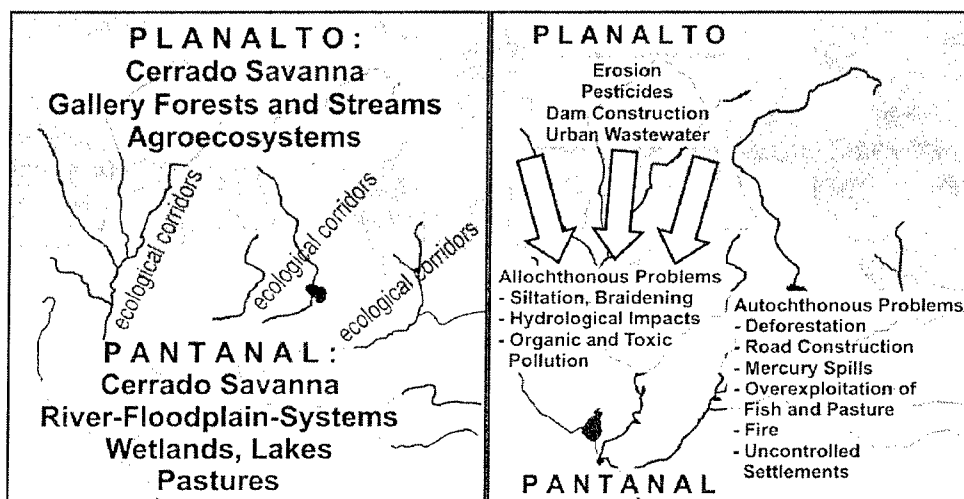 PLANALTO:
Cerrado Savanna
Gallery Forests and Streams
Agroecosystems
ecological corridors
ecological corridors
ecological corridors
PANTANAL:
Cerrado Savanna
River-Floodplain-Systems
Wetlands, Lakes
Pastures
PLANALTO
Erosion
Pesticides
Dam Construction
Urban Wastewater
Allochthonous Problems
- Siltation, Braidening
- Hydrological Impacts
- Organic and Toxic
Pollution
Autochthonous Problems
- Deforestation
- Road Construction
- Mercury Spills
- Overexploitation of
Fish and Pasture
- Fire
- Uncontrolled
Settlements
PANTANAL